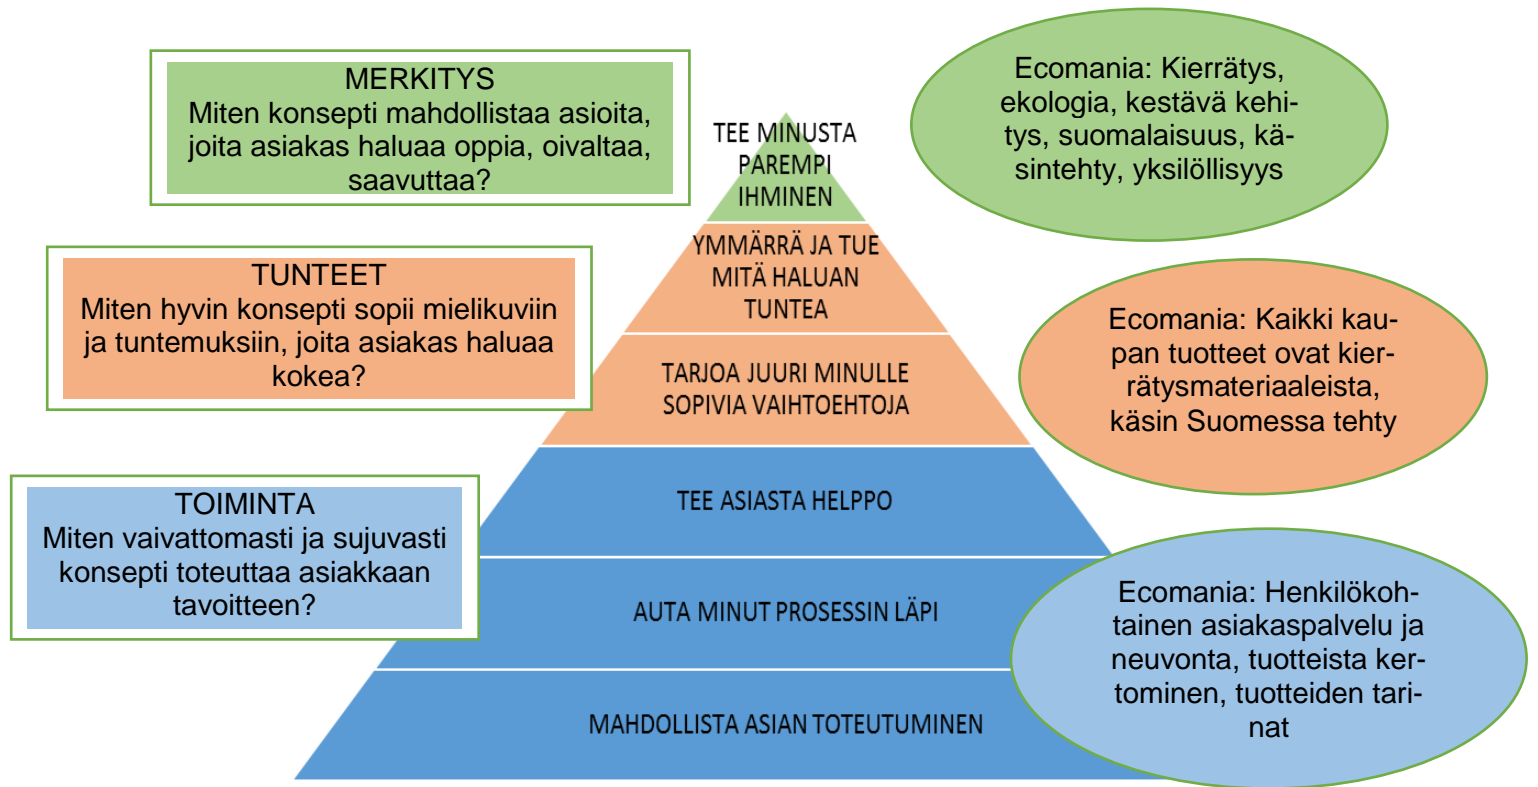 MERKITYS
Miten konsepti mahdollistaa asioita,
joita asiakas haluaa oppia, oivaltaa,
saavuttaa?
TEE MINUSTA
PAREMPI
IHMINEN
Ecomania: Kierrätys,
ekologia, kestävä kehi-
tys, suomalaisuus, kä-
sintehty, yksilöllisyys
TUNTEET
Miten hyvin konsepti sopii mielikuviin
ja tuntemuksiin, joita asiakas haluaa
kokea?
YMMÄRRÄ JA TUE
MITÄ HALUAN
TUNTEA
TARJOA JUURI MINULLE
SOPIVIA VAIHTOEHTOJA
Ecomania: Kaikki kau-
pan tuotteet ovat kier-
rätysmateriaaleista,
käsin Suomessa tehty
TOIMINTA
Miten vaivattomasti ja sujuvasti
konsepti toteuttaa asiakkaan
tavoitteen?
TEE ASIASTA HELPPO
AUTA MINUT PROSESSIN LÄPI
MAHDOLLISTA ASIAN TOTEUTUMINEN
Ecomania: Henkilökoh-
tainen asiakaspalvelu ja
neuvonta, tuotteista ker-
tominen, tuotteiden tari-
nat